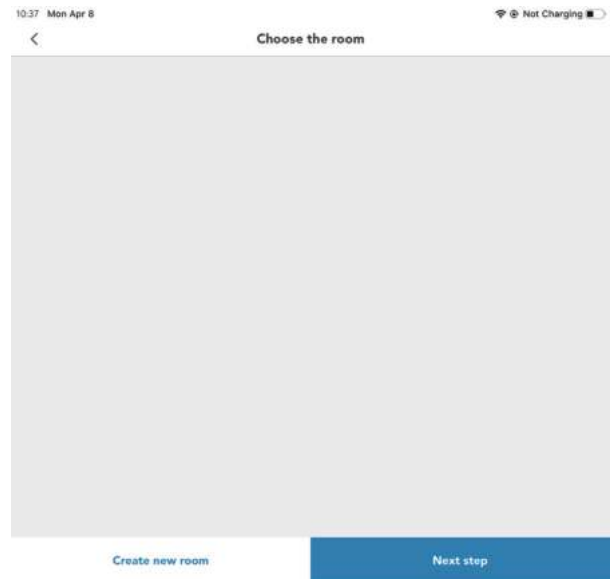 10:37 Mon Apr 8
Not Charging
Choose the room
Create new room
Next step